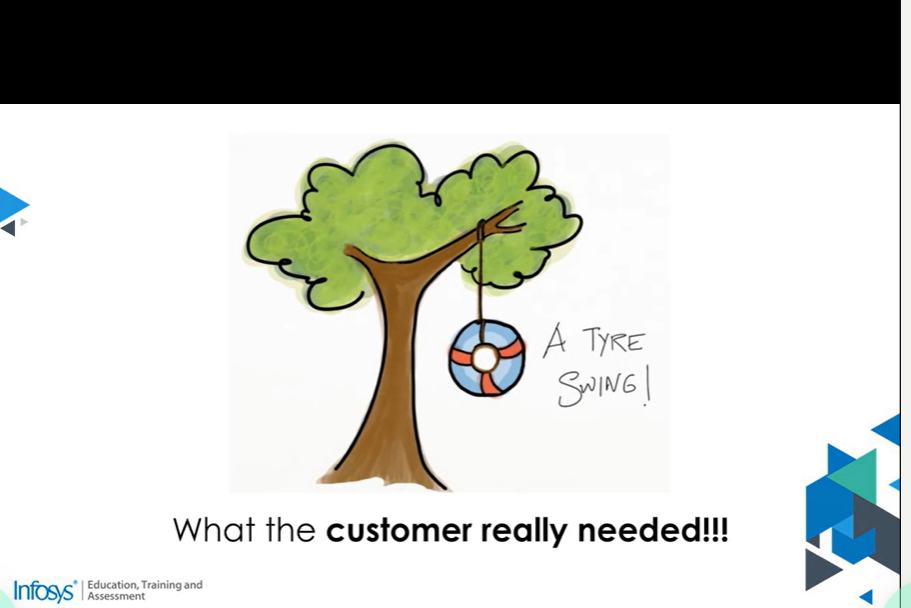 A TYRE
SWING!
What the customer really needed!!!
Infosys® | Education, Training and
Assessment